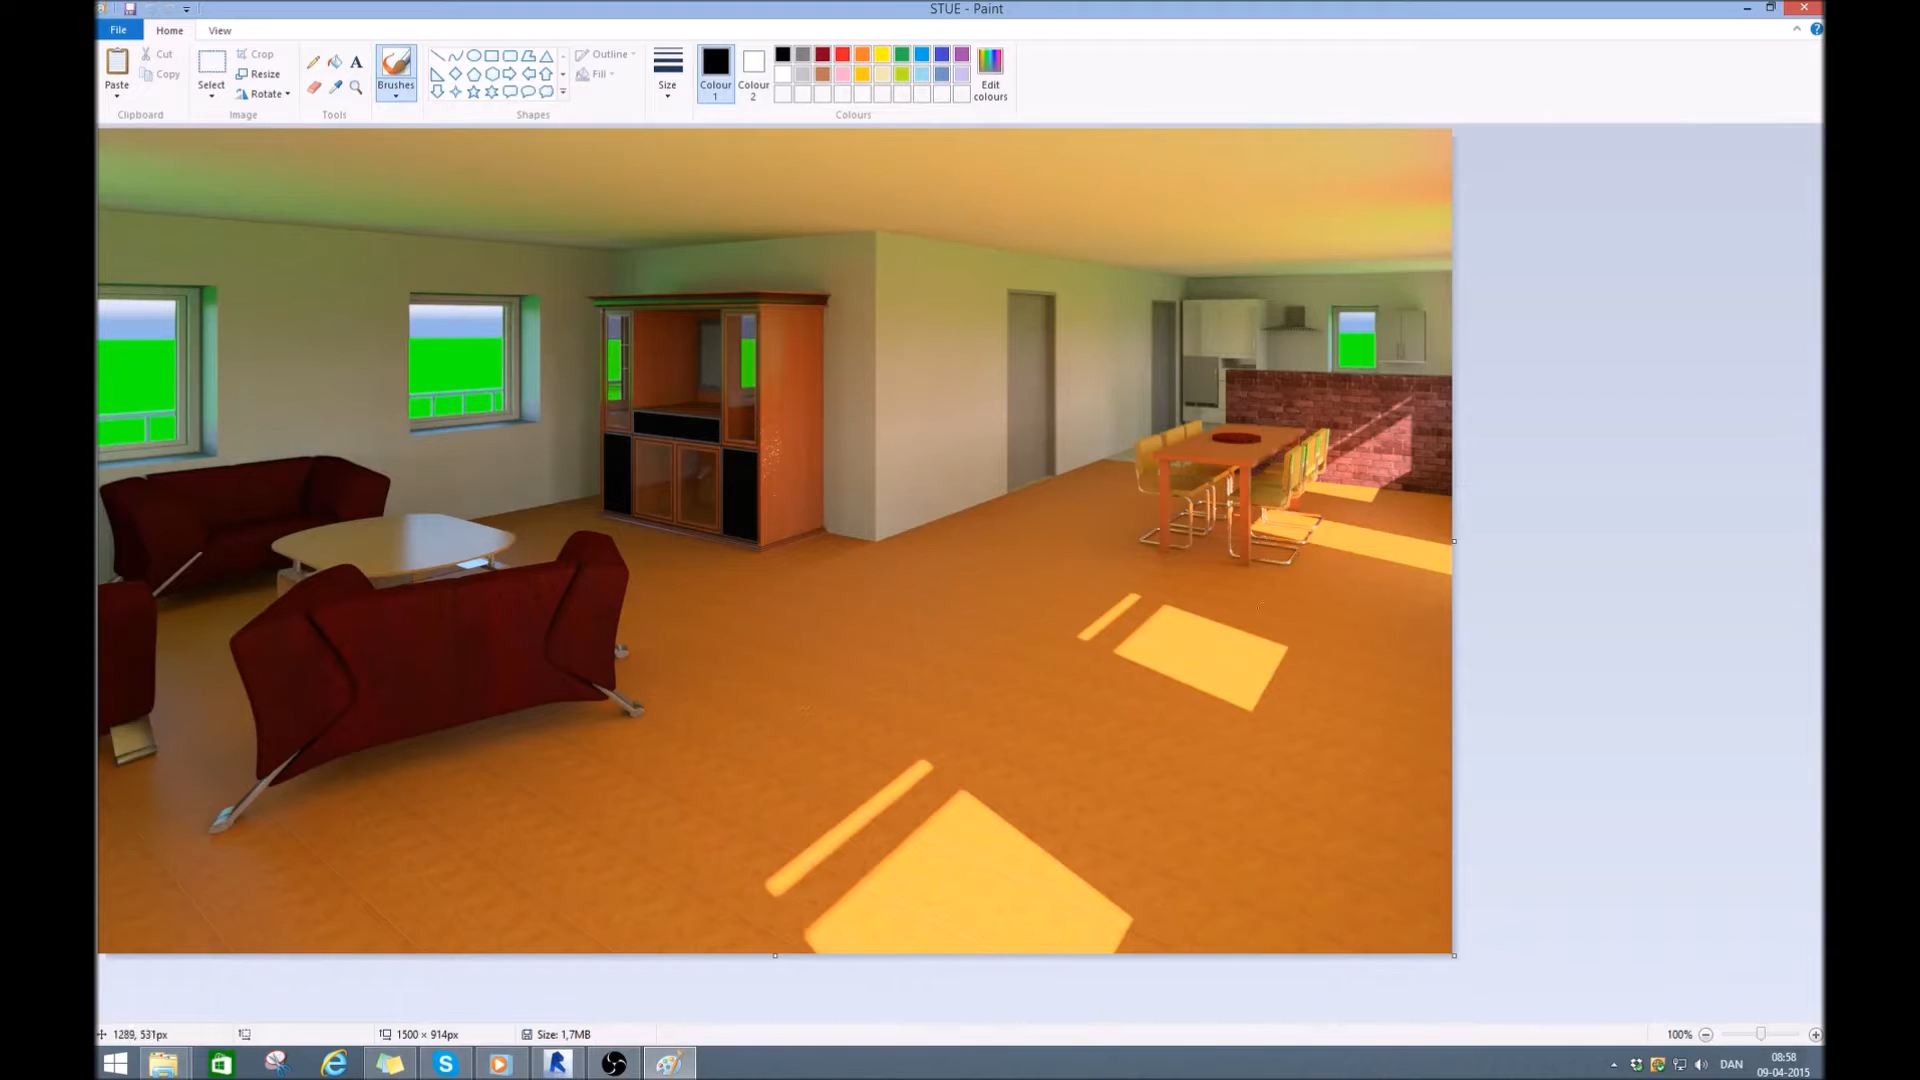 STUE - Paint
File Home View
Paste
Cut
Copy
Clipboard
Select
Crop
Resize
Rotate
Image
Tools
Brushes
Outline
Fill
Shapes
Size
Colour 1
Colour 2
Edit colours
Colours
1289, 531px
1500 × 914px
Size: 1,7MB
100%
DAN
08:58
09-04-2015